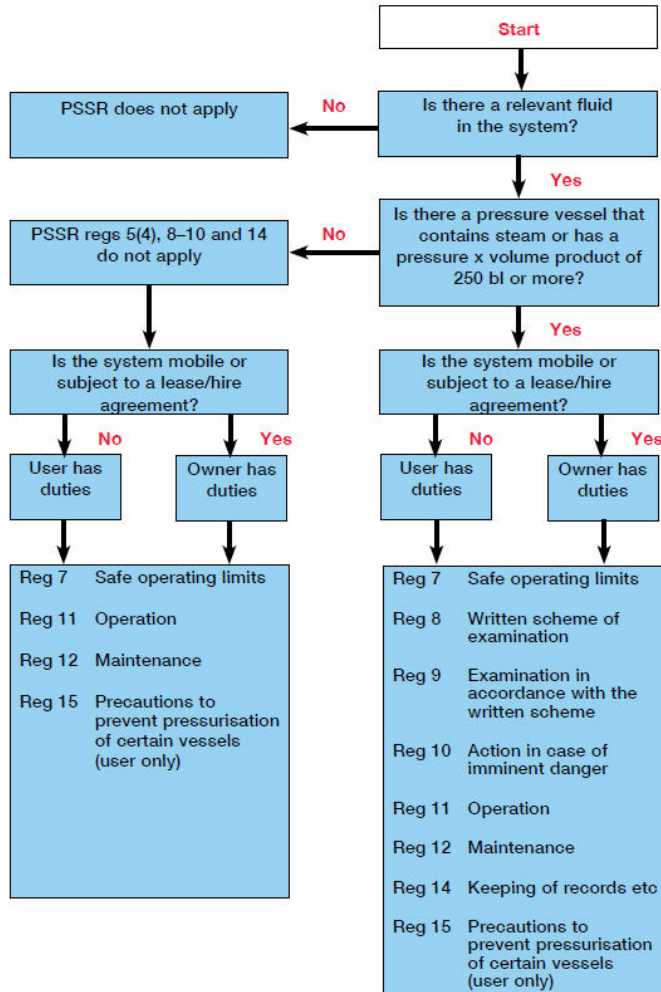 Start
Is there a relevant fluid
in the system?
No
PSSR does not apply
Yes
Is there a pressure vessel that
contains steam or has a
pressure x volume product of
250 bl or more?
No
PSSR regs 5(4), 8–10 and 14
do not apply
Yes
Is the system mobile or
subject to a lease/hire
agreement?
Is the system mobile or
subject to a lease/hire
agreement?
No
Yes
No
Yes
User has
duties
Owner has
duties
User has
duties
Owner has
duties
Reg 7 Safe operating limits
Reg 11 Operation
Reg 12 Maintenance
Reg 15 Precautions to
prevent pressurisation
of certain vessels
(user only)
Reg 7 Safe operating limits
Reg 8 Written scheme of
examination
Reg 9 Examination in
accordance with the
written scheme
Reg 10 Action in case of
imminent danger
Reg 11 Operation
Reg 12 Maintenance
Reg 14 Keeping of records etc
Reg 15 Precautions to
prevent pressurisation
of certain vessels
(user only)